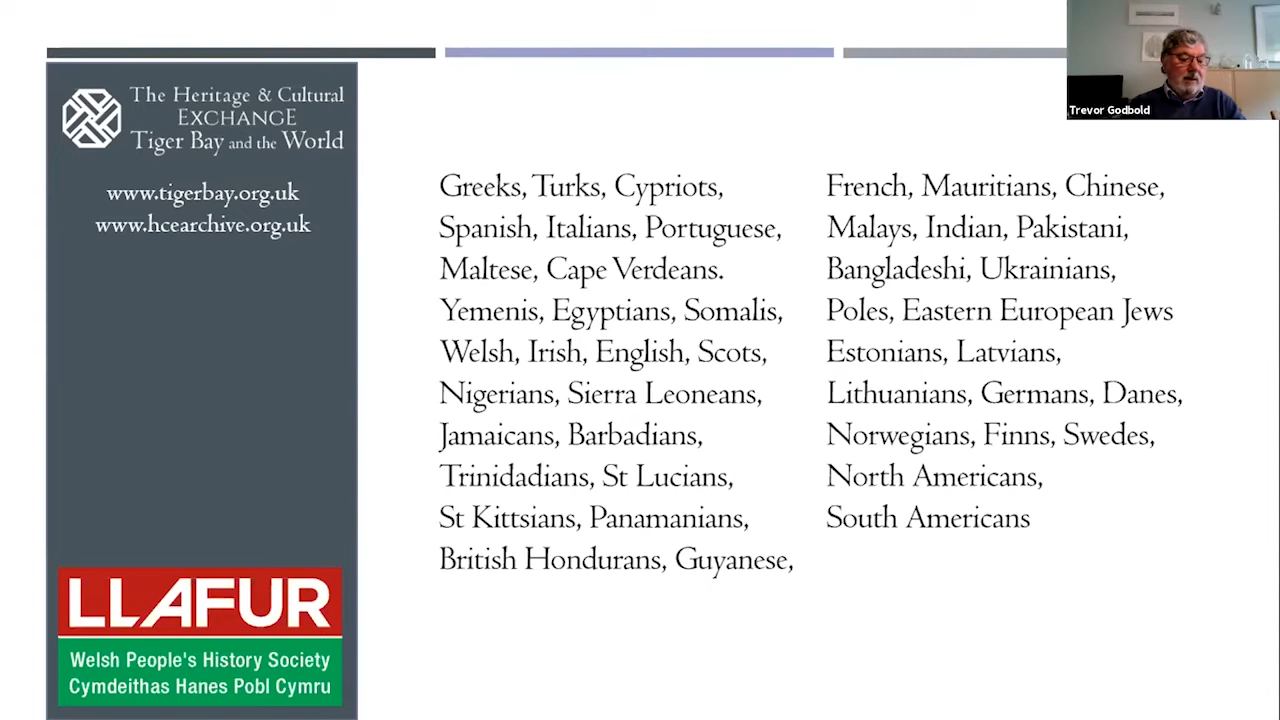 The Heritage & Cultural
EXCHANGE
Tiger Bay and the World
www.tigerbay.org.uk
www.hcearchive.org.uk
Greeks, Turks, Cypriots,
Spanish, Italians, Portuguese,
Maltese, Cape Verdeans.
Yemenis, Egyptians, Somalis,
Welsh, Irish, English, Scots,
Nigerians, Sierra Leoneans,
Jamaicans, Barbadians,
Trinidadians, St Lucians,
St Kittsians, Panamanians,
British Hondurans, Guyanese,
French, Mauritians, Chinese,
Malays, Indian, Pakistani,
Bangladeshi, Ukrainians,
Poles, Eastern European Jews
Estonians, Latvians,
Lithuanians, Germans, Danes,
Norwegians, Finns, Swedes,
North Americans,
South Americans
Trevor Godbold
LLAFUR
Welsh People's History Society
Cymdeithas Hanes Pobl Cymru